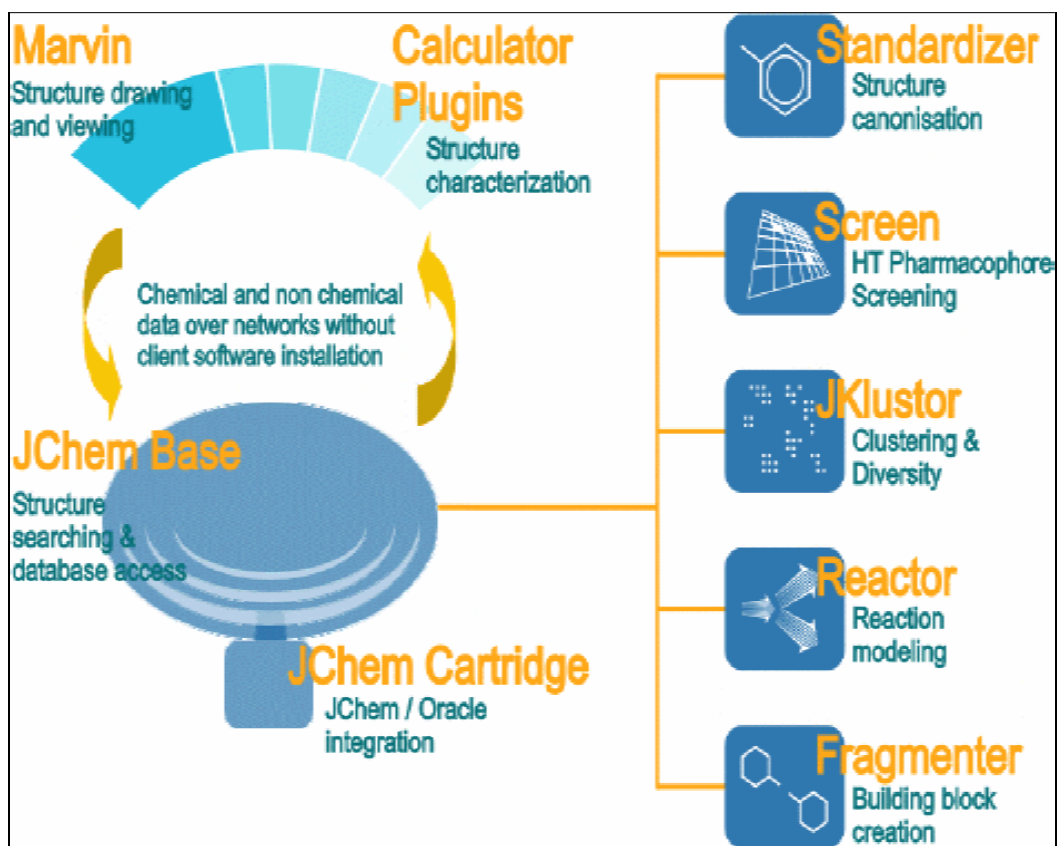 Marvin
Structure drawing
and viewing
Calculator
Plugins
Structure
characterization
Chemical and non chemical
data over networks without
client software installation
JChem Base
Structure
searching &
database access
JChem Cartridge
JChem / Oracle
integration
Standardizer
Structure
canonisation
Screen
HT Pharmacophore
Screening
JKlustor
Clustering &
Diversity
Reactor
Reaction
modeling
Fragmenter
Building block
creation